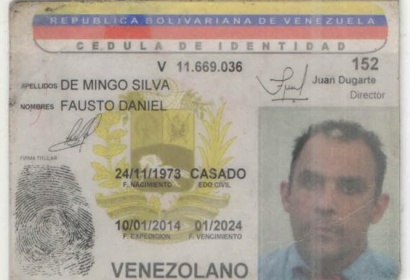 REPUBLICA BOLIVARIANA DE VENEZUELA
CEDULA DE IDENTIDAD
V 11.669.036
152
APELLIDOS DE MINGO SILVA
Juan Dugarte
Director
NOMBRES FAUSTO DANIEL
FIRMA TITULAR
24/11/1973 CASADO
F. NACIMIENTO EDO CIVIL
10/01/2014 01/2024
F. EXPEDICION F. VENCIMIENTO
VENEZOLANO